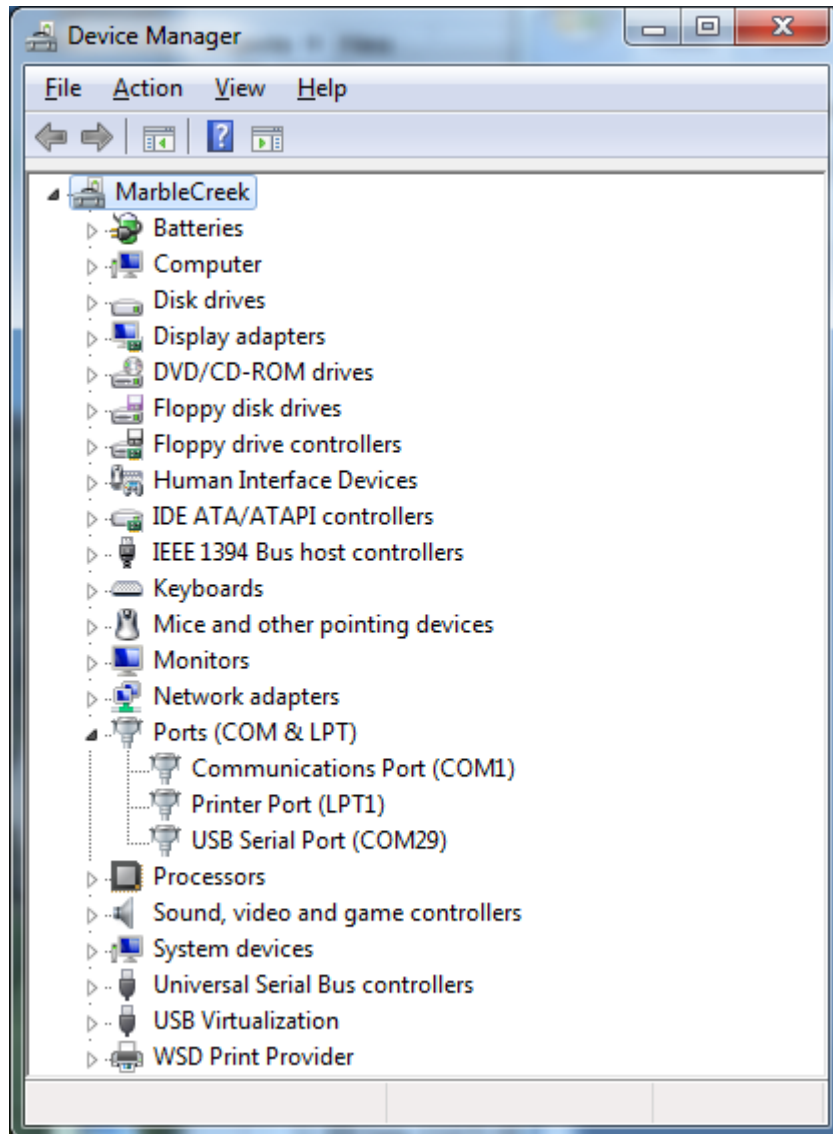 Device Manager
File Action View Help
MarbleCreek
Batteries
Computer
Disk drives
Display adapters
DVD/CD-ROM drives
Floppy disk drives
Floppy drive controllers
Human Interface Devices
IDE ATA/ATAPI controllers
IEEE 1394 Bus host controllers
Keyboards
Mice and other pointing devices
Monitors
Network adapters
Ports (COM & LPT)
Communications Port (COM1)
Printer Port (LPT1)
USB Serial Port (COM29)
Processors
Sound, video and game controllers
System devices
Universal Serial Bus controllers
USB Virtualization
WSD Print Provider